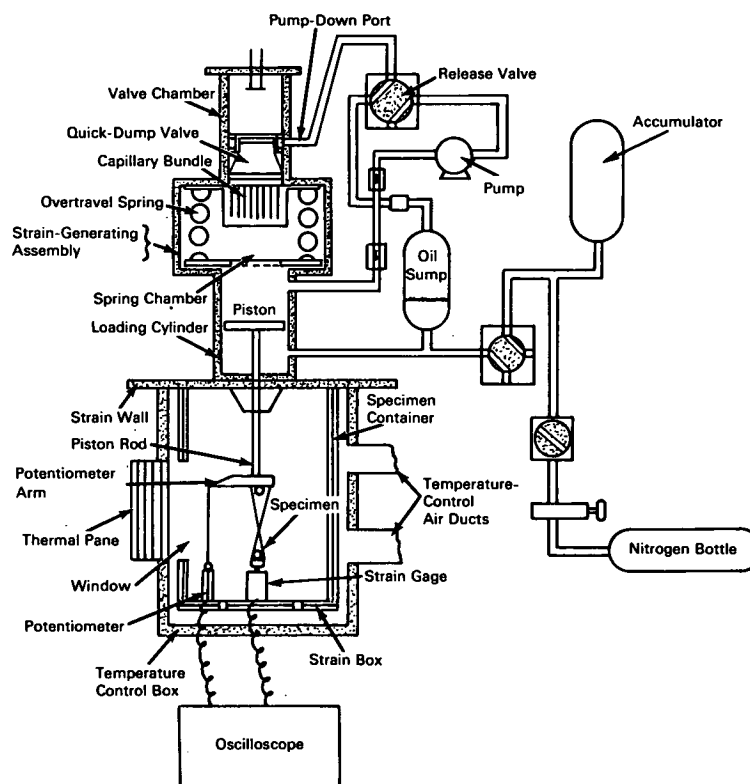 Pump-Down Port
Release Valve
Valve Chamber
Accumulator
Quick-Dump Valve
Capillary Bundle
Pump
Overtravel Spring
Strain-Generating
Assembly
Oil
Sump
Spring Chamber
Piston
Loading Cylinder
Specimen
Container
Strain Wall
Piston Rod
Potentiometer
Arm
Specimen
Temperature-
Control
Air Ducts
Thermal Pane
Nitrogen Bottle
Window
Strain Gage
Potentiometer
Strain Box
Temperature
Control Box
Oscilloscope